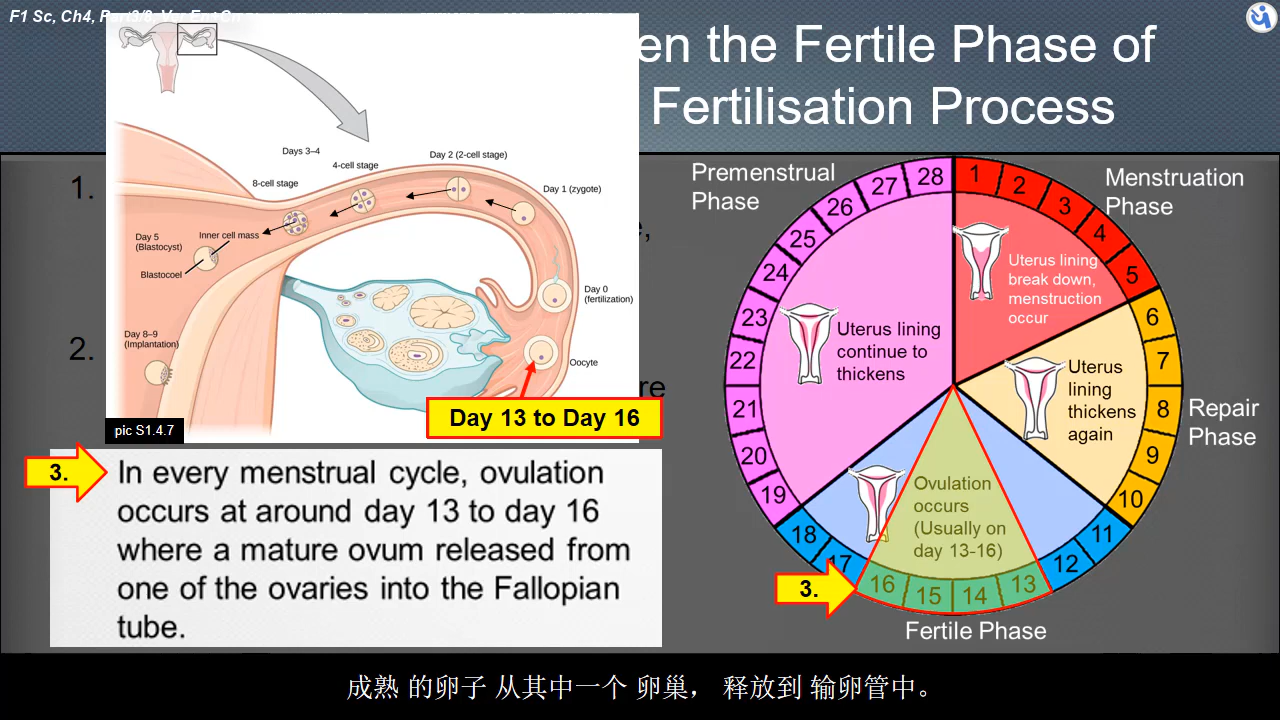 F1 Sc, Ch4, Part3/8, Ver En+Cn
en the Fertile Phase of
Fertilisation Process
1.
2.
Days 3–4
4-cell stage
Day 2 (2-cell stage)
8-cell stage
Day 1 (zygote)
Day 5
(Blastocyst)
Inner cell mass
Blastocoel
Day 0
(fertilization)
Day 8–9
(Implantation)
Oocyte
re
Day 13 to Day 16
pic S1.4.7
3.
In every menstrual cycle, ovulation
occurs at around day 13 to day 16
where a mature ovum released from
one of the ovaries into the Fallopian
tube.
Premenstrual
Phase
Menstruation
Phase
Repair
Phase
Fertile Phase
1
2
3
4
5
6
7
8
9
10
11
12
13
14
15
16
17
18
19
20
21
22
23
24
25
26
27
28
Uterus lining
break down,
menstruction
occur
Uterus
lining
thickens
again
Ovulation
occurs
(Usually on
day 13-16)
Uterus lining
continue to
thickens
3.
成熟 的卵子 从其中一个 卵巢， 释放到 输卵管中。